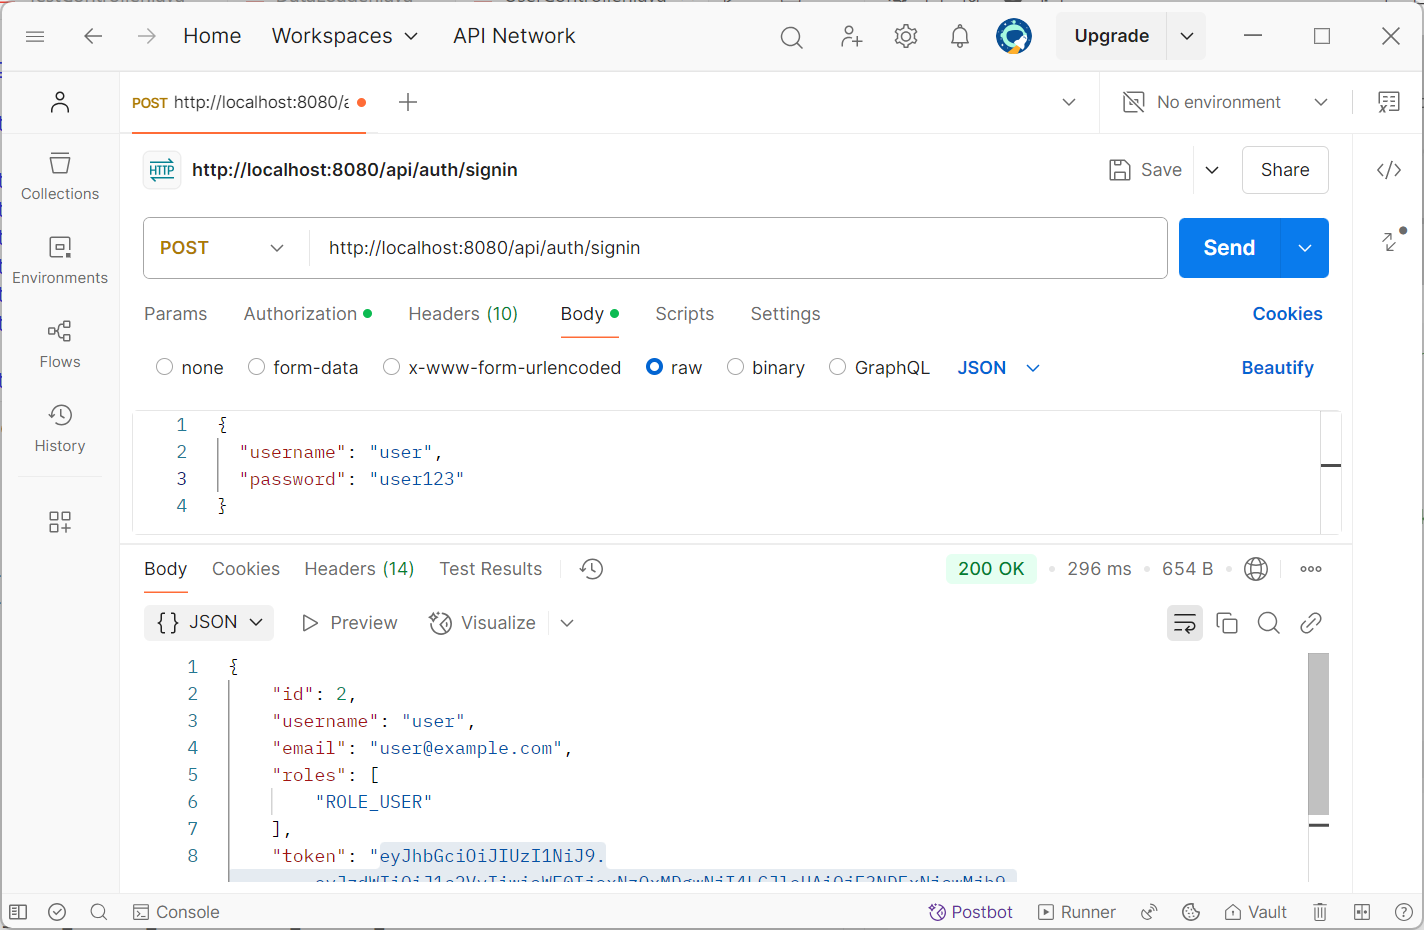 Home
Workspaces
API Network
Upgrade
POST http://localhost:8080/a
No environment
Collections
Environments
Flows
History
HTTP
http://localhost:8080/api/auth/signin
Save
Share
POST
http://localhost:8080/api/auth/signin
Send
Params
Authorization
Headers (10)
Body
Scripts
Settings
Cookies
none
form-data
x-www-form-urlencoded
raw
binary
GraphQL
JSON
Beautify
1 {
2 "username": "user",
3 "password": "user123"
4 }
Body
Cookies
Headers (14)
Test Results
200 OK
296 ms
654 B
{} JSON
Preview
Visualize
1 {
2 "id": 2,
3 "username": "user",
4 "email": "user@example.com",
5 "roles": [
6 "ROLE_USER"
7 ],
8 "token": "eyJhbGciOiJIUzI1NiJ9.
Console
Postbot
Runner
Vault